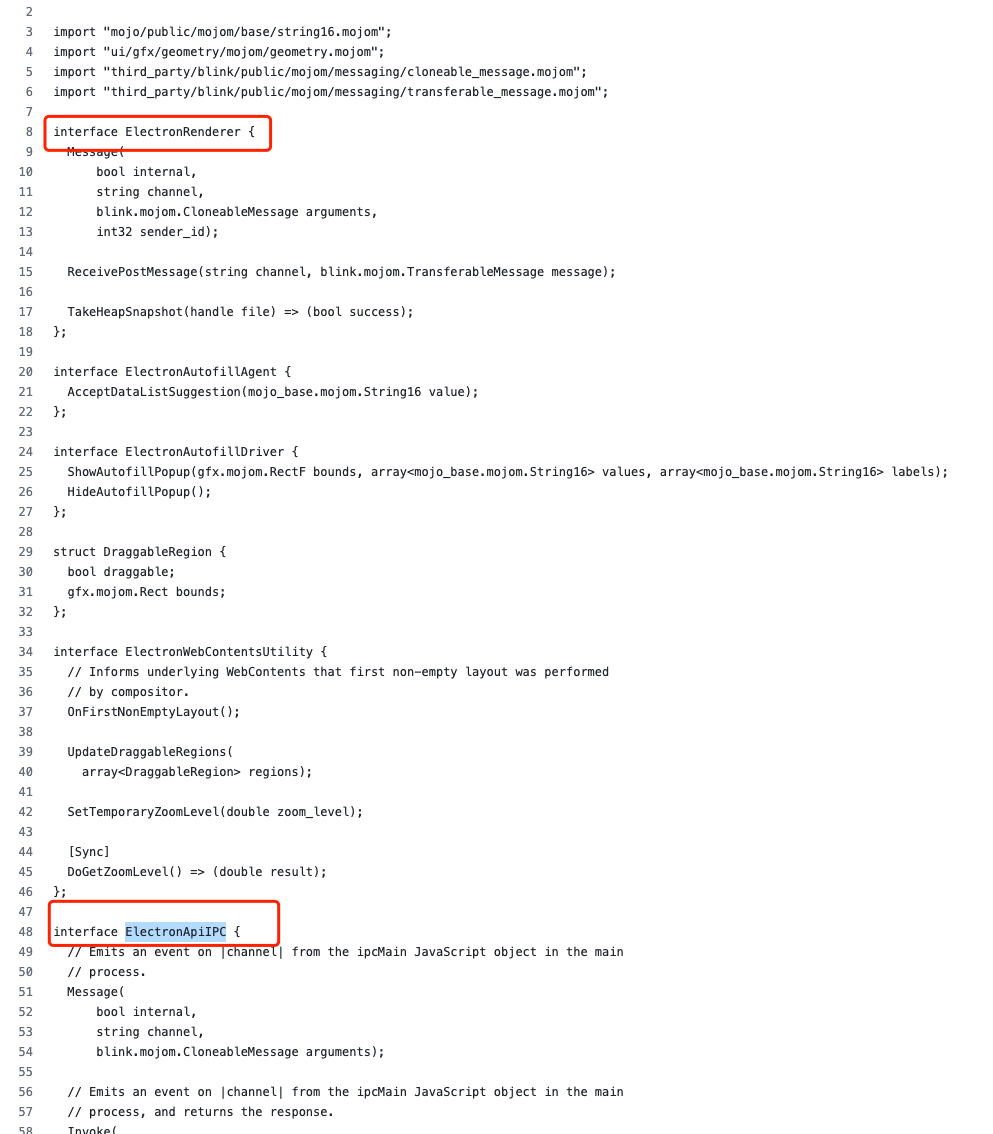 2
3 import "mojo/public/mojom/base/string16.mojom";
4 import "ui/gfx/geometry/mojom/geometry.mojom";
5 import "third_party/blink/public/mojom/messaging/cloneable_message.mojom";
6 import "third_party/blink/public/mojom/messaging/transferable_message.mojom";
7
8 interface ElectronRenderer {
9   Message(
10       bool internal,
11       string channel,
12       blink.mojom.CloneableMessage arguments,
13       int32 sender_id);
14
15   ReceivePostMessage(string channel, blink.mojom.TransferableMessage message);
16
17   TakeHeapSnapshot(handle file) => (bool success);
18 };
19
20 interface ElectronAutofillAgent {
21   AcceptDataListSuggestion(mojo_base.mojom.String16 value);
22 };
23
24 interface ElectronAutofillDriver {
25   ShowAutofillPopup(gfx.mojom.RectF bounds, array<mojo_base.mojom.String16> values, array<mojo_base.mojom.String16> labels);
26   HideAutofillPopup();
27 };
28
29 struct DraggableRegion {
30   bool draggable;
31   gfx.mojom.Rect bounds;
32 };
33
34 interface ElectronWebContentsUtility {
35   // Informs underlying WebContents that first non-empty layout was performed
36   // by compositor.
37   OnFirstNonEmptyLayout();
38
39   UpdateDraggableRegions(
40     array<DraggableRegion> regions);
41
42   SetTemporaryZoomLevel(double zoom_level);
43
44   [Sync]
45   DoGetZoomLevel() => (double result);
46 };
47
48 interface ElectronApiIPC {
49   // Emits an event on |channel| from the ipcMain JavaScript object in the main
50   // process.
51   Message(
52       bool internal,
53       string channel,
54       blink.mojom.CloneableMessage arguments);
55
56   // Emits an event on |channel| from the ipcMain JavaScript object in the main
57   // process, and returns the response.
58   Invoke(